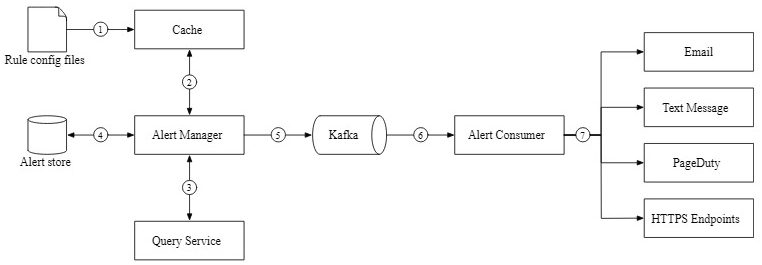 Rule config files
1
Cache
2
Alert store
4
Alert Manager
5
Kafka
6
Alert Consumer
7
3
Query Service
Email
Text Message
PageDuty
HTTPS Endpoints